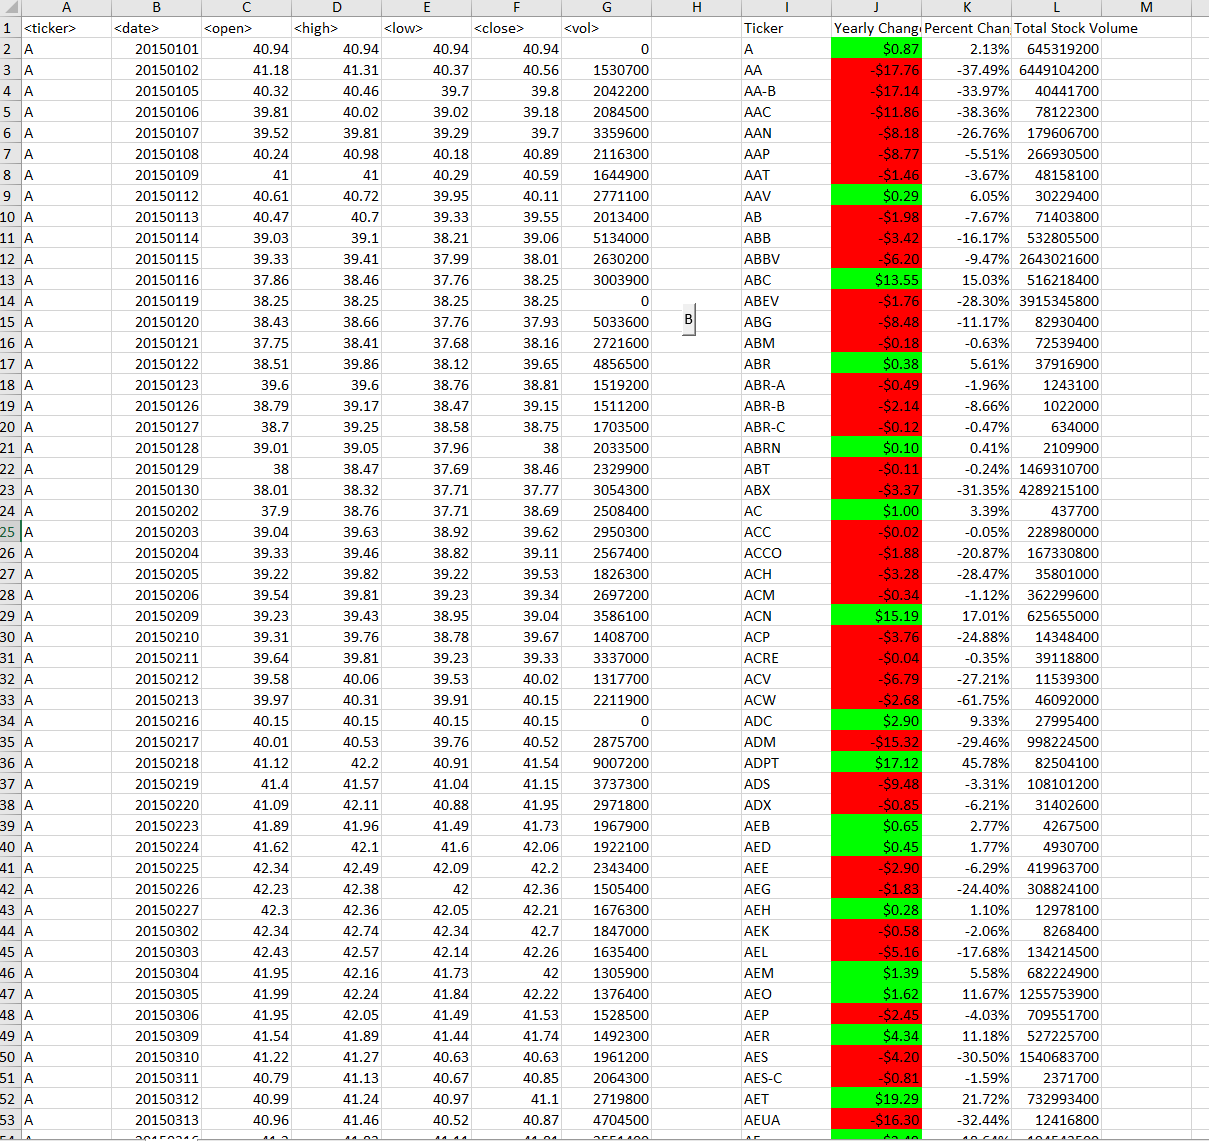 A B C D E F G H I J K L M
1 <ticker> <date> <open> <high> <low> <close> <vol> Ticker Yearly Chang Percent Chan Total Stock Volume
2 A 20150101 40.94 40.94 40.94 40.94 0 A $0.87 2.13% 645319200
3 A 20150102 41.18 41.31 40.37 40.56 1530700 AA -$17.76 -37.49% 6449104200
4 A 20150105 40.32 40.46 39.7 39.8 2042200 AA-B -$17.14 -33.97% 40441700
5 A 20150106 39.81 40.02 39.02 39.18 2084500 AAC -$11.86 -38.36% 78122300
6 A 20150107 39.52 39.81 39.29 39.7 3359600 AAN -$8.18 -26.76% 179606700
7 A 20150108 40.24 40.98 40.18 40.89 2116300 AAP -$8.77 -5.51% 266930500
8 A 20150109 41 41 40.29 40.59 1644900 AAT -$1.46 -3.67% 48158100
9 A 20150112 40.61 40.72 39.95 40.11 2771100 AAV $0.29 6.05% 30229400
10 A 20150113 40.47 40.7 39.33 39.55 2013400 AB -$1.98 -7.67% 71403800
11 A 20150114 39.03 39.1 38.21 39.06 5134000 ABB -$3.42 -16.17% 532805500
12 A 20150115 39.33 39.41 37.99 38.01 2630200 ABBV -$6.20 -9.47% 2643021600
13 A 20150116 37.86 38.46 37.76 38.25 3003900 ABC $13.55 15.03% 516218400
14 A 20150119 38.25 38.25 38.25 38.25 0 ABEV -$1.76 -28.30% 3915345800
15 A 20150120 38.43 38.66 37.76 37.93 5033600 B ABG -$8.48 -11.17% 82930400
16 A 20150121 37.75 38.41 37.68 38.16 2721600 ABM -$0.18 -0.63% 72539400
17 A 20150122 38.51 39.86 38.12 39.65 4856500 ABR $0.38 5.61% 37916900
18 A 20150123 39.6 39.6 38.76 38.81 1519200 ABR-A -$0.49 -1.96% 1243100
19 A 20150126 38.79 39.17 38.47 39.15 1511200 ABR-B -$2.14 -8.66% 1022000
20 A 20150127 38.7 39.25 38.58 38.75 1703500 ABR-C -$0.12 -0.47% 634000
21 A 20150128 39.01 39.05 37.96 38 2033500 ABRN $0.10 0.41% 2109900
22 A 20150129 38 38.47 37.69 38.46 2329900 ABT -$0.11 -0.24% 1469310700
23 A 20150130 38.01 38.32 37.71 37.77 3054300 ABX -$3.37 -31.35% 4289215100
24 A 20150202 37.9 38.76 37.71 38.69 2508400 AC $1.00 3.39% 437700
25 A 20150203 39.04 39.63 38.92 39.62 2950300 ACC -$0.02 -0.05% 228980000
26 A 20150204 39.33 39.46 38.82 39.11 2567400 ACCO -$1.88 -20.87% 167330800
27 A 20150205 39.22 39.82 39.22 39.53 1826300 ACH -$3.28 -28.47% 35801000
28 A 20150206 39.54 39.81 39.23 39.34 2697200 ACM -$0.34 -1.12% 362299600
29 A 20150209 39.23 39.43 38.95 39.04 3586100 ACN $15.19 17.01% 625655000
30 A 20150210 39.31 39.76 38.78 39.67 1408700 ACP -$3.76 -24.88% 14348400
31 A 20150211 39.64 39.81 39.23 39.33 3337000 ACRE -$0.04 -0.35% 39118800
32 A 20150212 39.58 40.06 39.53 40.02 1317700 ACV -$6.79 -27.21% 11539300
33 A 20150213 39.97 40.31 39.91 40.15 2211900 ACW -$2.68 -61.75% 46092000
34 A 20150216 40.15 40.15 40.15 40.15 0 ADC $2.90 9.33% 27995400
35 A 20150217 40.01 40.53 39.76 40.52 2875700 ADM -$15.32 -29.46% 998224500
36 A 20150218 41.12 42.2 40.91 41.54 9007200 ADPT $17.12 45.78% 82504100
37 A 20150219 41.4 41.57 41.04 41.15 3737300 ADS -$9.48 -3.31% 108101200
38 A 20150220 41.09 42.11 40.88 41.95 2971800 ADX -$0.85 -6.21% 31402600
39 A 20150223 41.89 41.96 41.49 41.73 1967900 AEB $0.65 2.77% 4267500
40 A 20150224 41.62 42.1 41.6 42.06 1922100 AED $0.45 1.77% 4930700
41 A 20150225 42.34 42.49 42.09 42.2 2343400 AEE -$2.90 -6.29% 419963700
42 A 20150226 42.23 42.38 42 42.36 1505400 AEG -$1.83 -24.40% 308824100
43 A 20150227 42.3 42.36 42.05 42.21 1676300 AEH $0.28 1.10% 12978100
44 A 20150302 42.34 42.74 42.34 42.7 1847000 AEK -$0.58 -2.06% 8268400
45 A 20150303 42.43 42.57 42.14 42.26 1635400 AEL -$5.16 -17.68% 134214500
46 A 20150304 41.95 42.16 41.73 42 1305900 AEM $1.39 5.58% 682224900
47 A 20150305 41.99 42.24 41.84 42.22 1376400 AEO $1.62 11.67% 1255753900
48 A 20150306 41.95 42.05 41.49 41.53 1528500 AEP -$2.45 -4.03% 709551700
49 A 20150309 41.54 41.89 41.44 41.74 1492300 AER $4.34 11.18% 527225700
50 A 20150310 41.22 41.27 40.63 40.63 1961200 AES -$4.20 -30.50% 1540683700
51 A 20150311 40.79 41.13 40.67 40.85 2064300 AES-C -$0.81 -1.59% 2371700
52 A 20150312 40.99 41.24 40.97 41.1 2719800 AET $19.29 21.72% 732993400
53 A 20150313 40.96 41.46 40.52 40.87 4704500 AEUA -$16.30 -32.44% 12416800